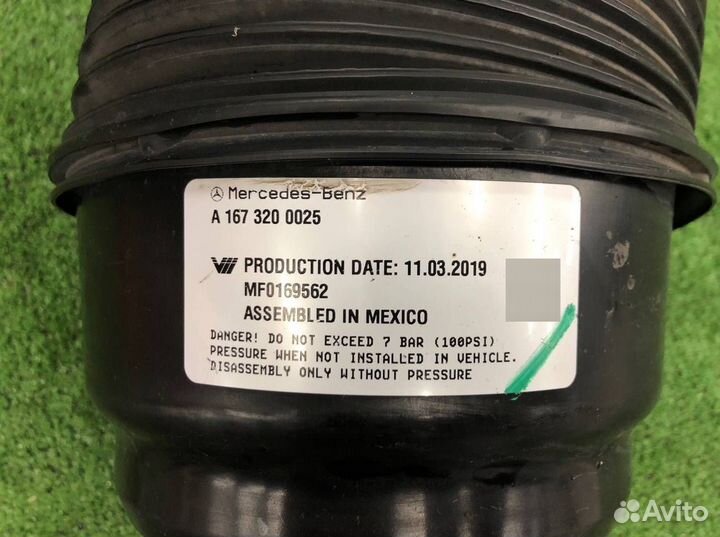 Mercedes-Benz
A 167 320 0025
PRODUCTION DATE: 11.03.2019
MF0169562
ASSEMBLED IN MEXICO
DANGER! DO NOT EXCEED 7 BAR (100PSI)
PRESSURE WHEN NOT INSTALLED IN VEHICLE.
DISASSEMBLY ONLY WITHOUT PRESSURE
Avito